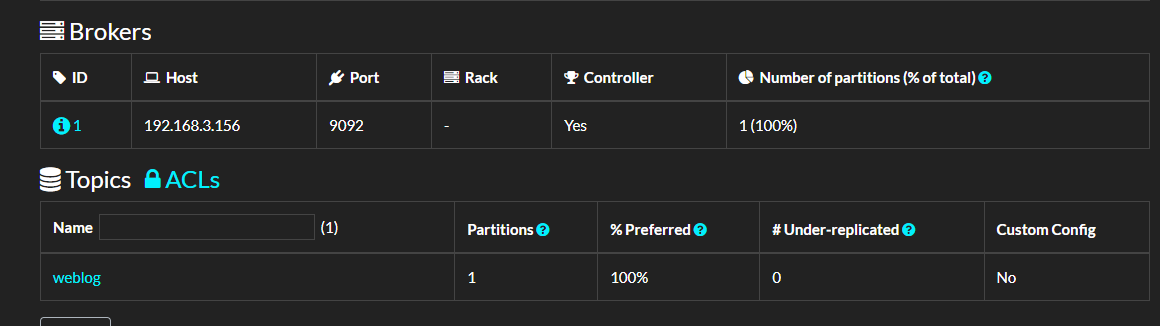 Brokers
ID Host Port Rack Controller Number of partitions (% of total)
1 192.168.3.156 9092 - Yes 1 (100%)
Topics ACLs
Name (1) Partitions % Preferred # Under-replicated Custom Config
weblog 1 100% 0 No